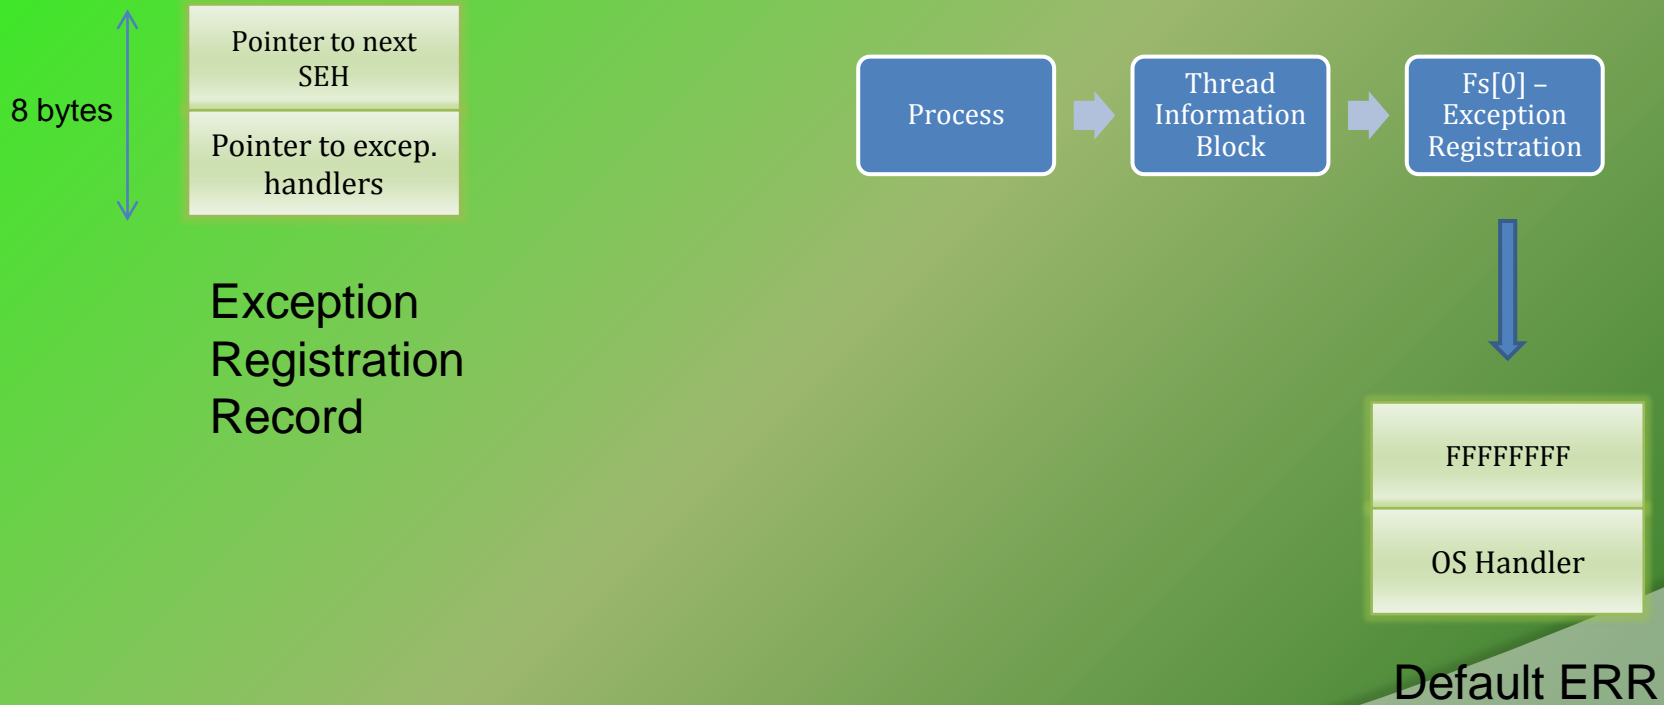 Pointer to next
SEH
8 bytes
Pointer to excep.
handlers
Exception
Registration
Record
Process
Thread
Information
Block
Fs[0] –
Exception
Registration
FFFFFFFF
OS Handler
Default ERR